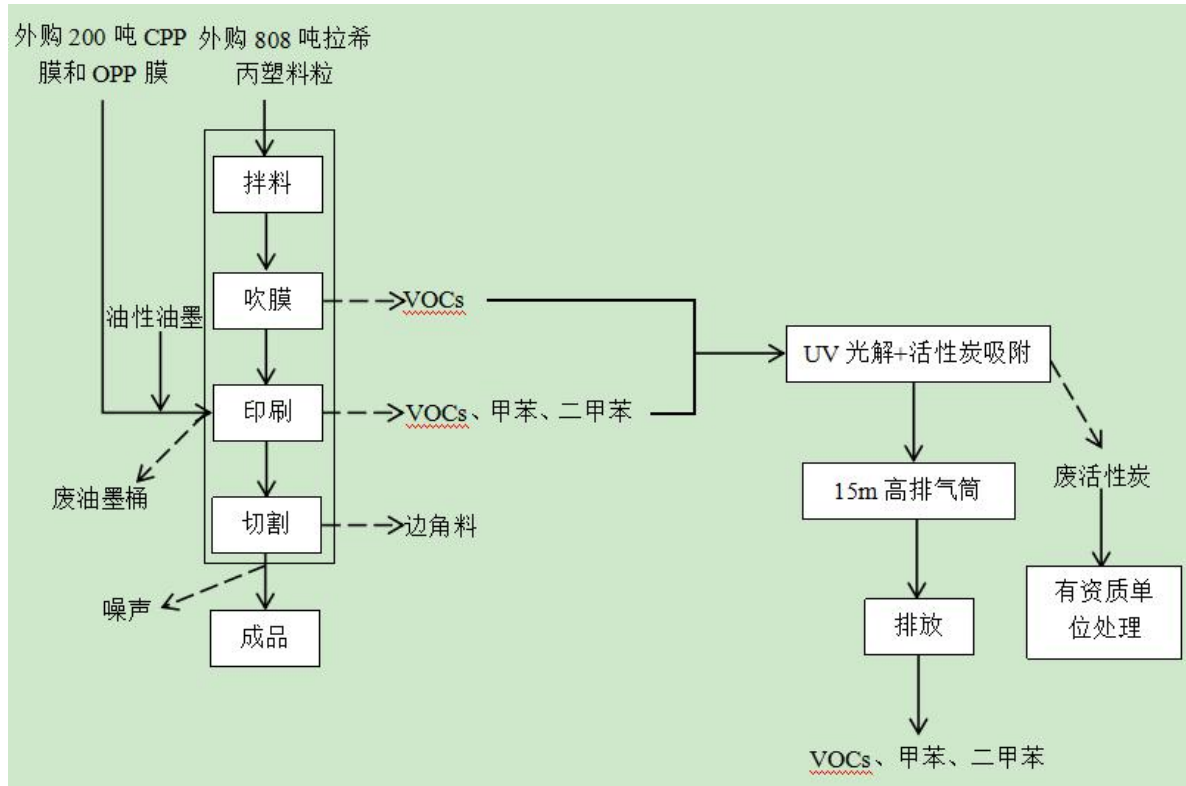 外购 200 吨 CPP
膜和 OPP 膜
外购 808 吨拉希
丙塑料粒
拌料
吹膜
VOCs
油性油墨
印刷
VOCs、甲苯、二甲苯
废油墨桶
切割
边角料
噪声
成品
UV 光解+活性炭吸附
15m 高排气筒
废活性炭
排放
有资质单
位处理
VOCs、甲苯、二甲苯